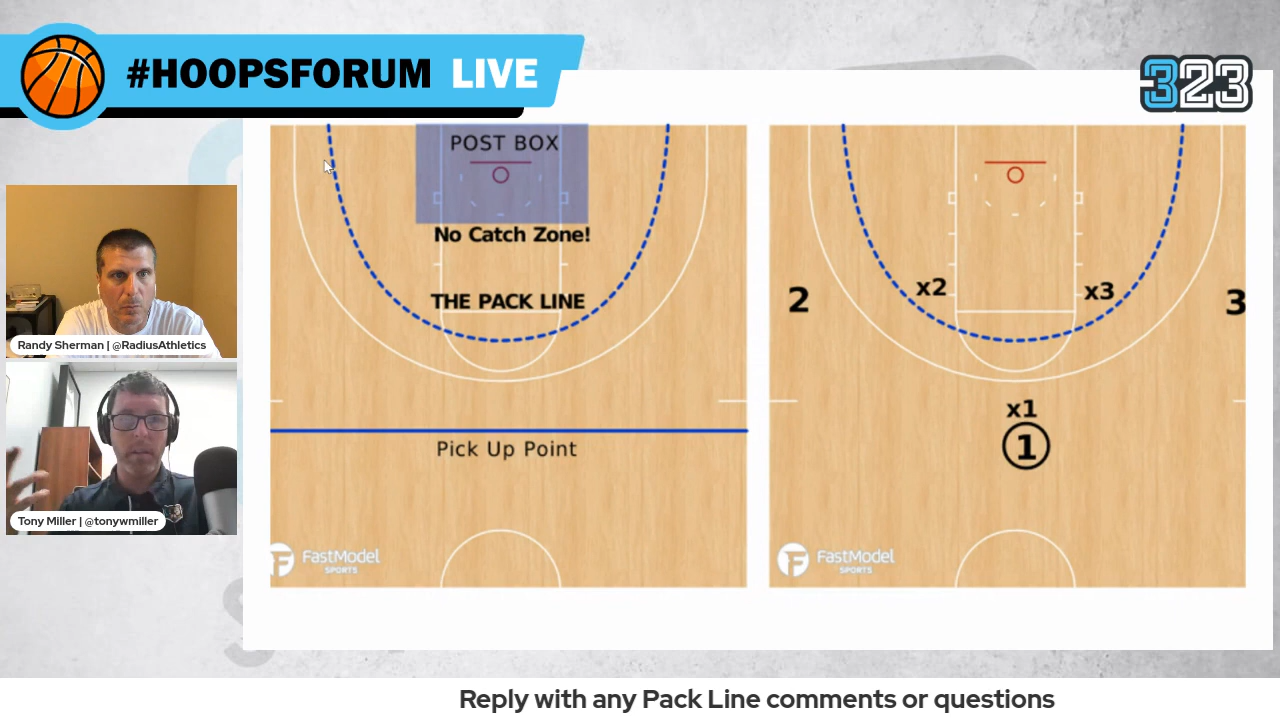 #HOOPSFORUM LIVE
323
POST BOX
No Catch Zone!
THE PACK LINE
Pick Up Point
FastModel
SPORTS
x2
x3
2
3
x1
1
FastModel
SPORTS
Randy Sherman | @RadiusAthletics
Tony Miller | @tonywmiller
Reply with any Pack Line comments or questions